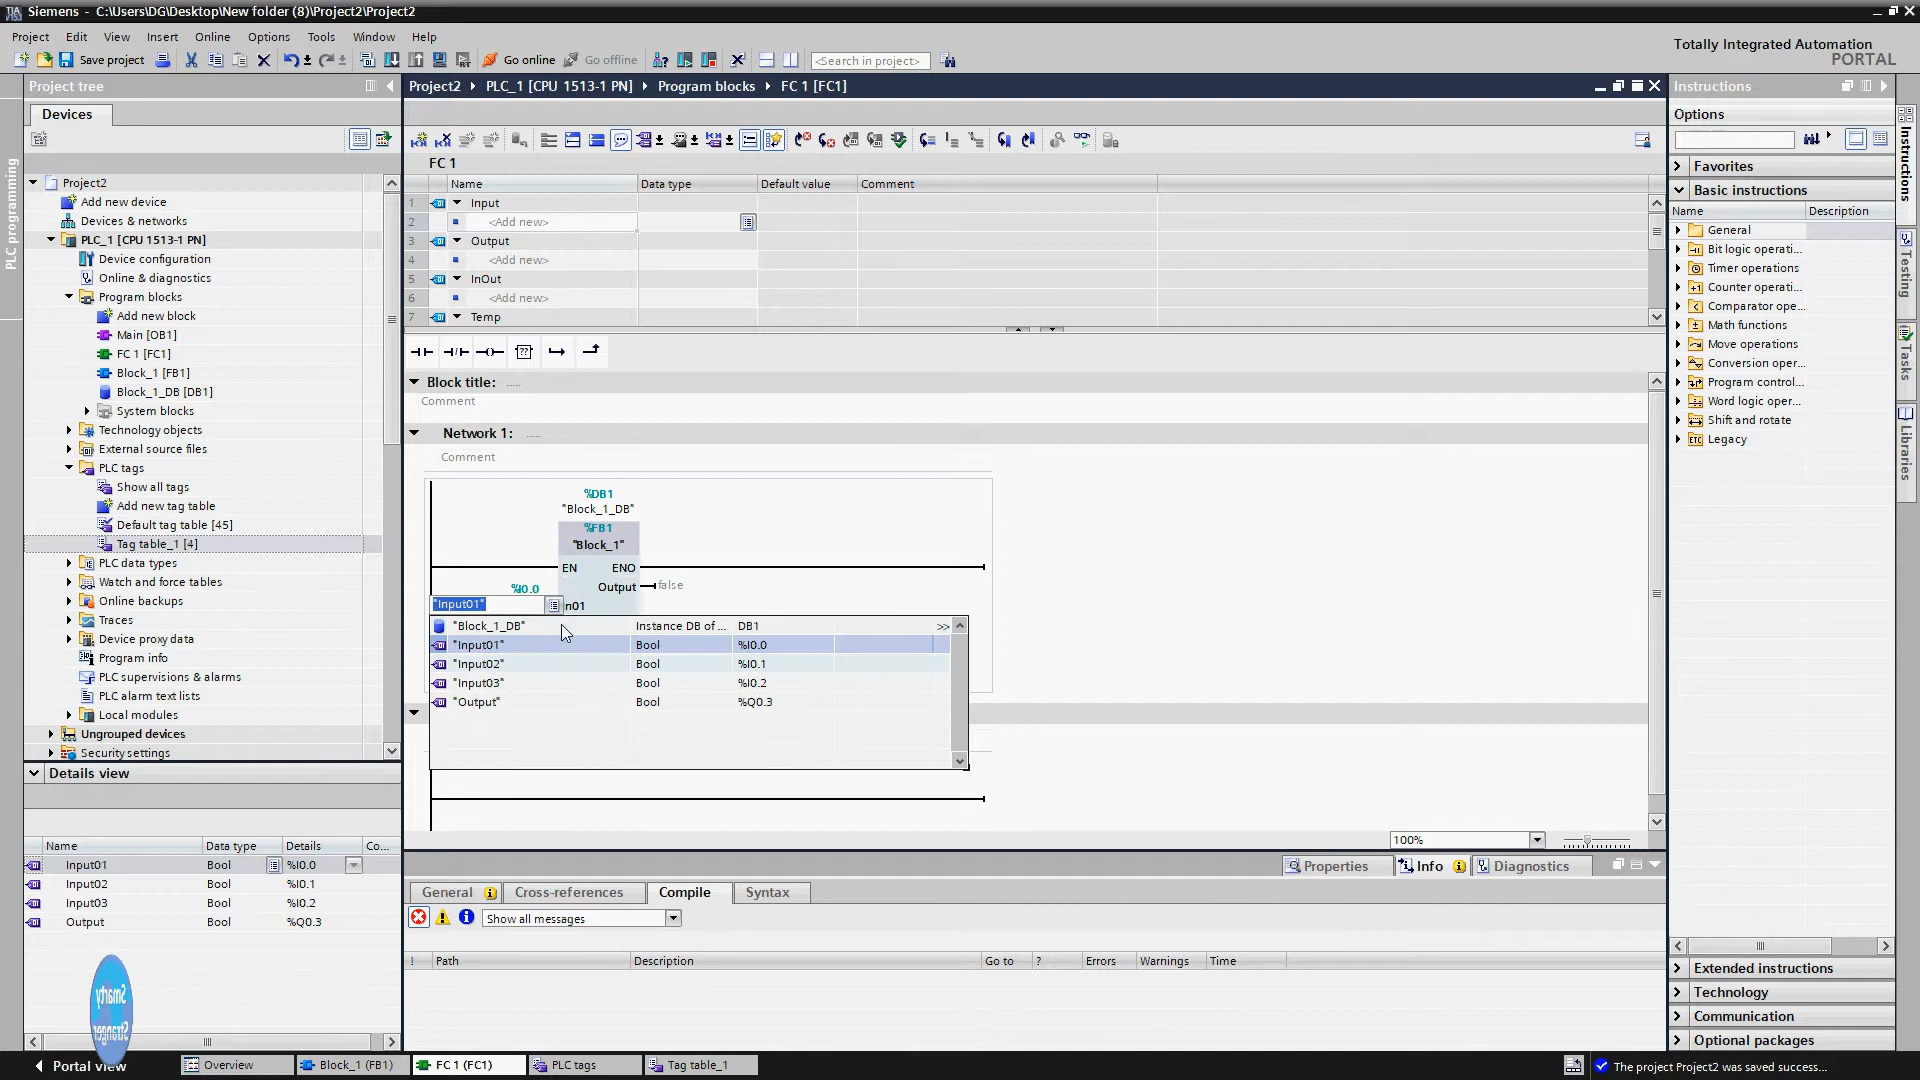 Siemens - C:\Users\DG\Desktop\New folder (8)\Project2\Project2
Project Edit View Insert Online Options Tools Window Help
Totally Integrated Automation
PORTAL
Save project
Go online
Go offline
<Search in project>
Project tree
Project2 › PLC_1 [CPU 1513-1 PN] › Program blocks › FC 1 [FC1]
Instructions
Devices
Options
PLC programming
FC 1
Name Data type Default value Comment
1 Input
2 <Add new>
3 Output
4 <Add new>
5 InOut
6 <Add new>
7 Temp
Project2
Add new device
Devices & networks
PLC_1 [CPU 1513-1 PN]
Device configuration
Online & diagnostics
Program blocks
Add new block
Main [OB1]
FC 1 [FC1]
Block_1 [FB1]
Block_1_DB [DB1]
System blocks
Technology objects
External source files
PLC tags
Show all tags
Add new tag table
Default tag table [45]
Tag table_1 [4]
PLC data types
Watch and force tables
Online backups
Traces
Device proxy data
Program info
PLC supervisions & alarms
PLC alarm text lists
Local modules
Ungrouped devices
Security settings
Block title: .....
Comment
Network 1: .....
Comment
%DB1
"Block_1_DB"
%FB1
"Block_1"
EN ENO
%I0.0
Output
false
"Input01"
n01
"Block_1_DB" Instance DB of ... DB1 >>
"Input01" Bool %I0.0
"Input02" Bool %I0.1
"Input03" Bool %I0.2
"Output" Bool %Q0.3
100%
Favorites
Basic instructions
Name Description
General
Bit logic operati...
Timer operations
Counter operati...
Comparator ope...
Math functions
Move operations
Conversion oper...
Program control...
Word logic oper...
Shift and rotate
Legacy
Extended instructions
Technology
Communication
Optional packages
Instructions
Testing
Tasks
Libraries
Details view
Name Data type Details Co...
Input01 Bool %I0.0
Input02 Bool %I0.1
Input03 Bool %I0.2
Output Bool %Q0.3
Properties Info Diagnostics
General Cross-references Compile Syntax
Show all messages
! Path Description Go to ? Errors Warnings Time
Smarty
Stranger
Portal view
Overview
Block_1 (FB1)
FC 1 (FC1)
PLC tags
Tag table_1
The project Project2 was saved success...